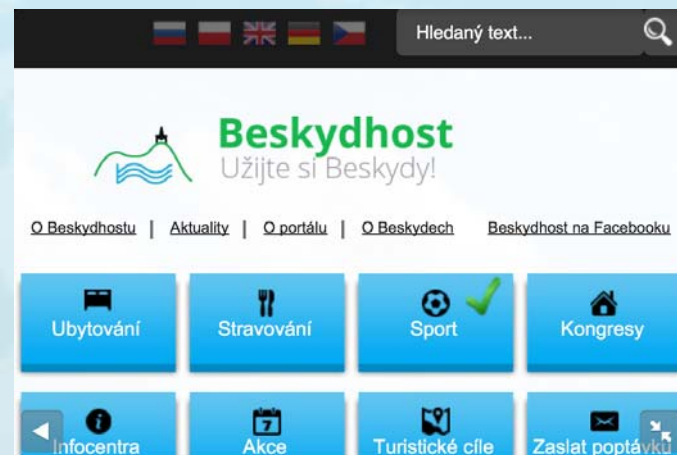 Hledaný text...
Beskydhost
Užijte si Beskydy!
O Beskydhostu | Aktuality | O portálu | O Beskydech Beskydhost na Facebooku
Ubytování Stravování Sport Kongresy
7
Infocentra Akce Turistické cíle Zaslat poptávku